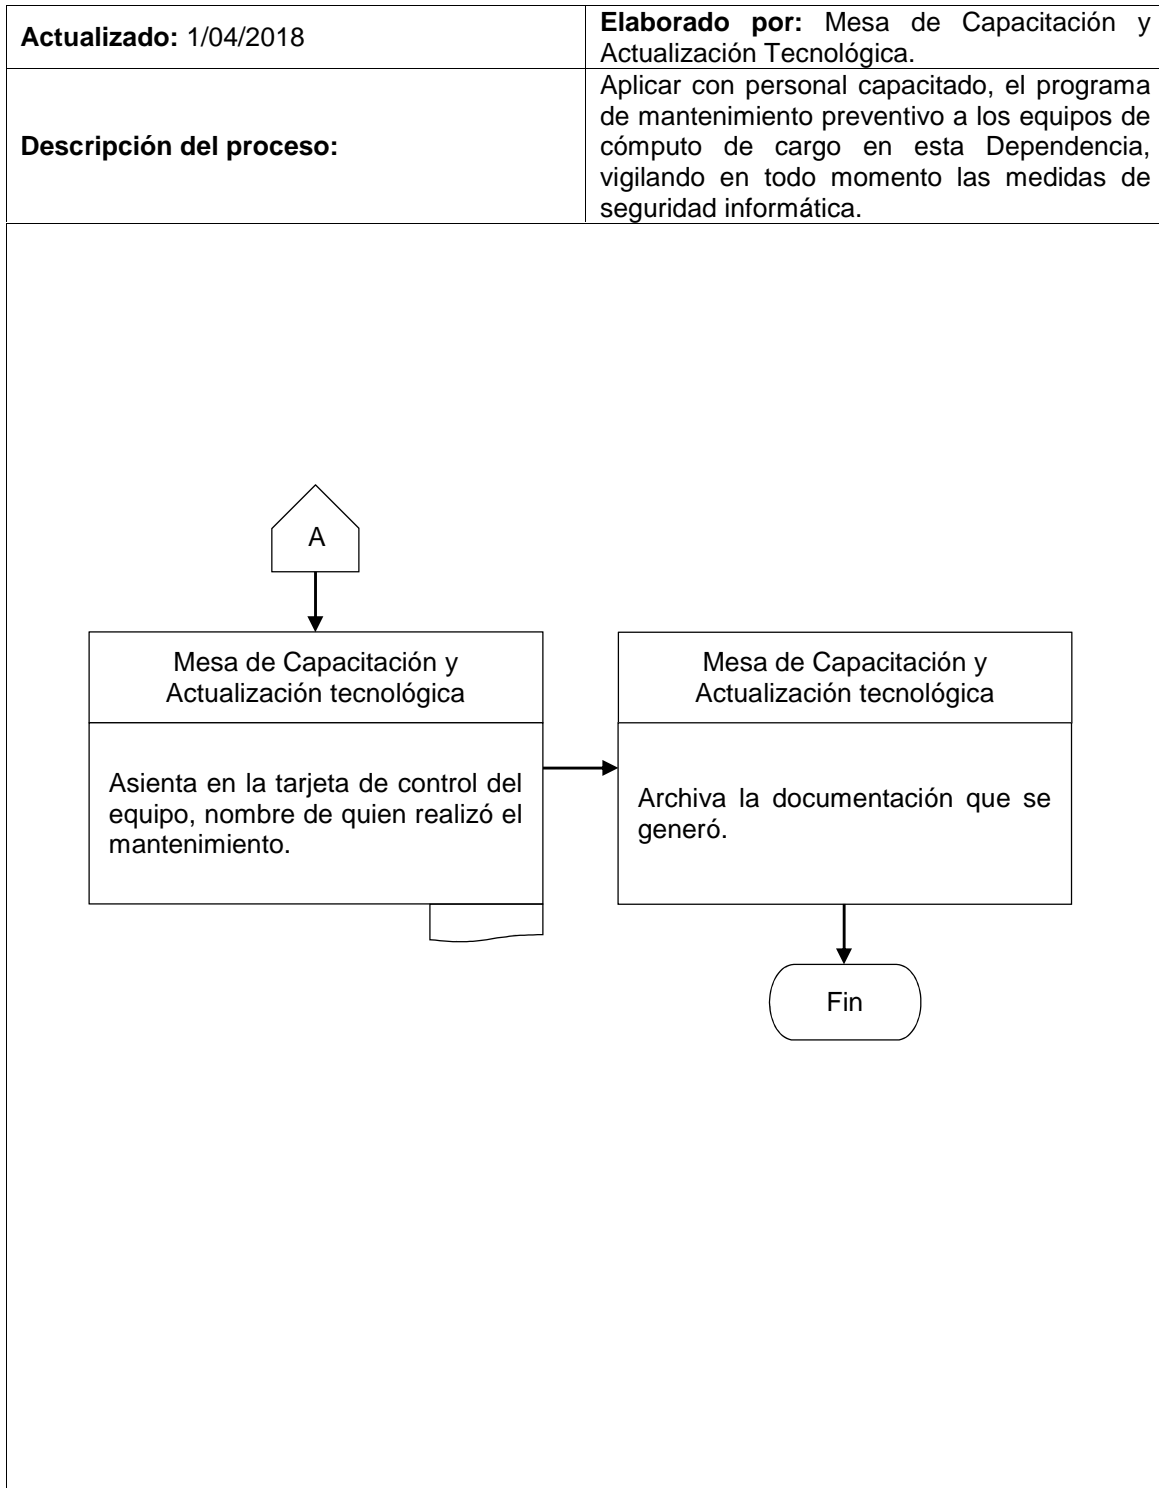 Actualizado: 1/04/2018
Elaborado por: Mesa de Capacitación y
Actualización Tecnológica.
Descripción del proceso:
Aplicar con personal capacitado, el programa
de mantenimiento preventivo a los equipos de
cómputo de cargo en esta Dependencia,
vigilando en todo momento las medidas de
seguridad informática.
A
Mesa de Capacitación y
Actualización tecnológica
Asienta en la tarjeta de control del
equipo, nombre de quien realizó el
mantenimiento.
Mesa de Capacitación y
Actualización tecnológica
Archiva la documentación que se
generó.
Fin